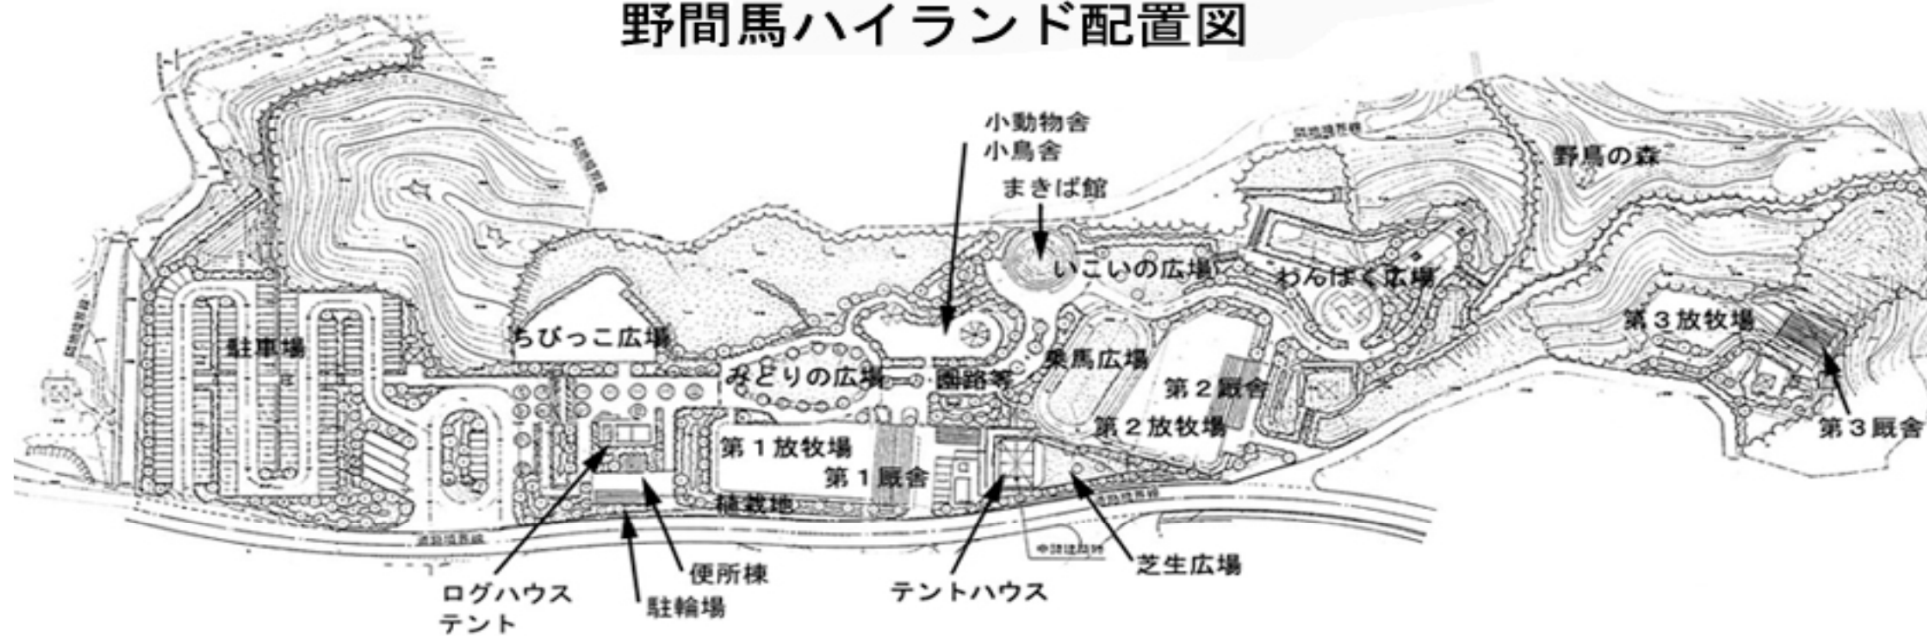 野間馬ハイランド配置図
小動物舎
小鳥舎
まきば館
野鳥の森
いこいの広場
わんぱく広場
ちびっこ広場
駐車場
第３放牧場
乗馬広場
みどりの広場
園路等
第２厩舎
第２放牧場
第３厩舎
第１放牧場
第１厩舎
植栽地
道路境界線
芝生広場
便所棟
ログハウス
テント
テントハウス
駐輪場